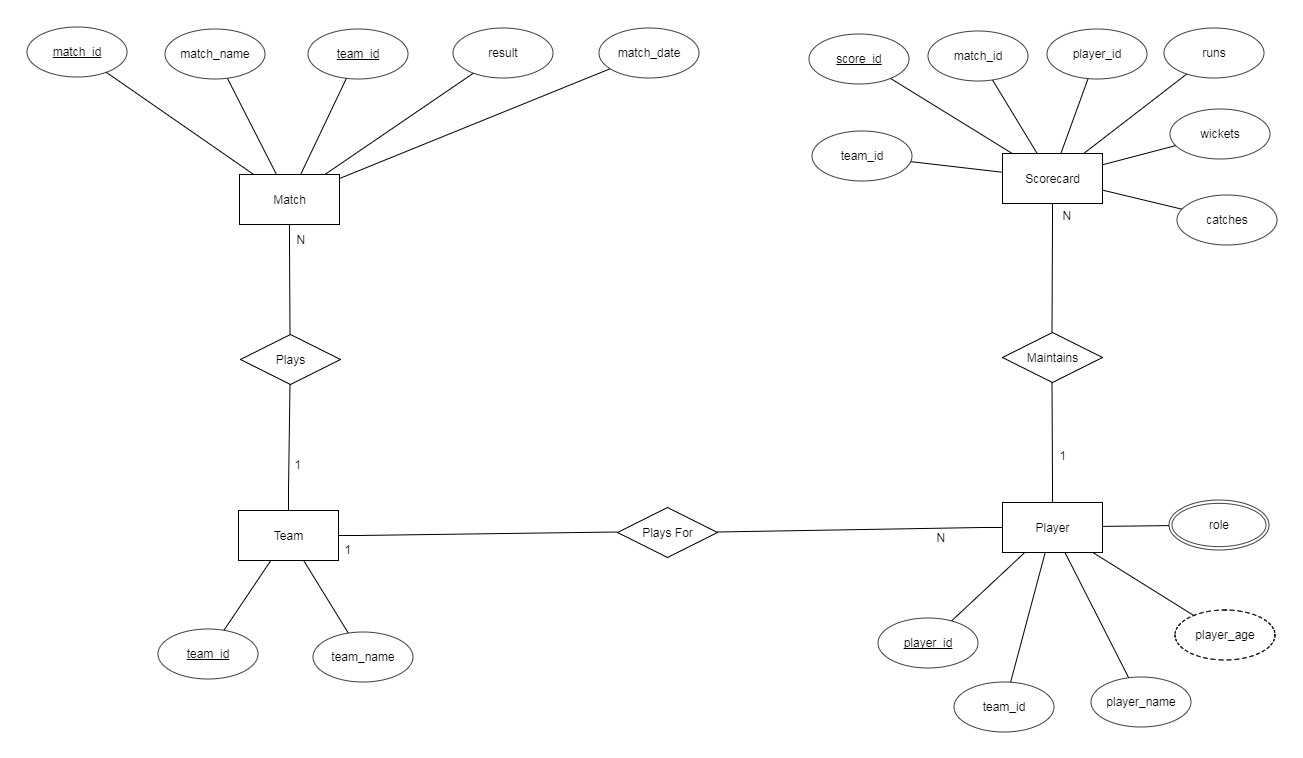 match_id
match_name
team_id
result
match_date
score_id
match_id
player_id
runs
wickets
team_id
Scorecard
catches
Match
N
N
Plays
Maintains
1
1
Team
1
Plays For
N
Player
role
team_id
team_name
player_id
player_age
team_id
player_name